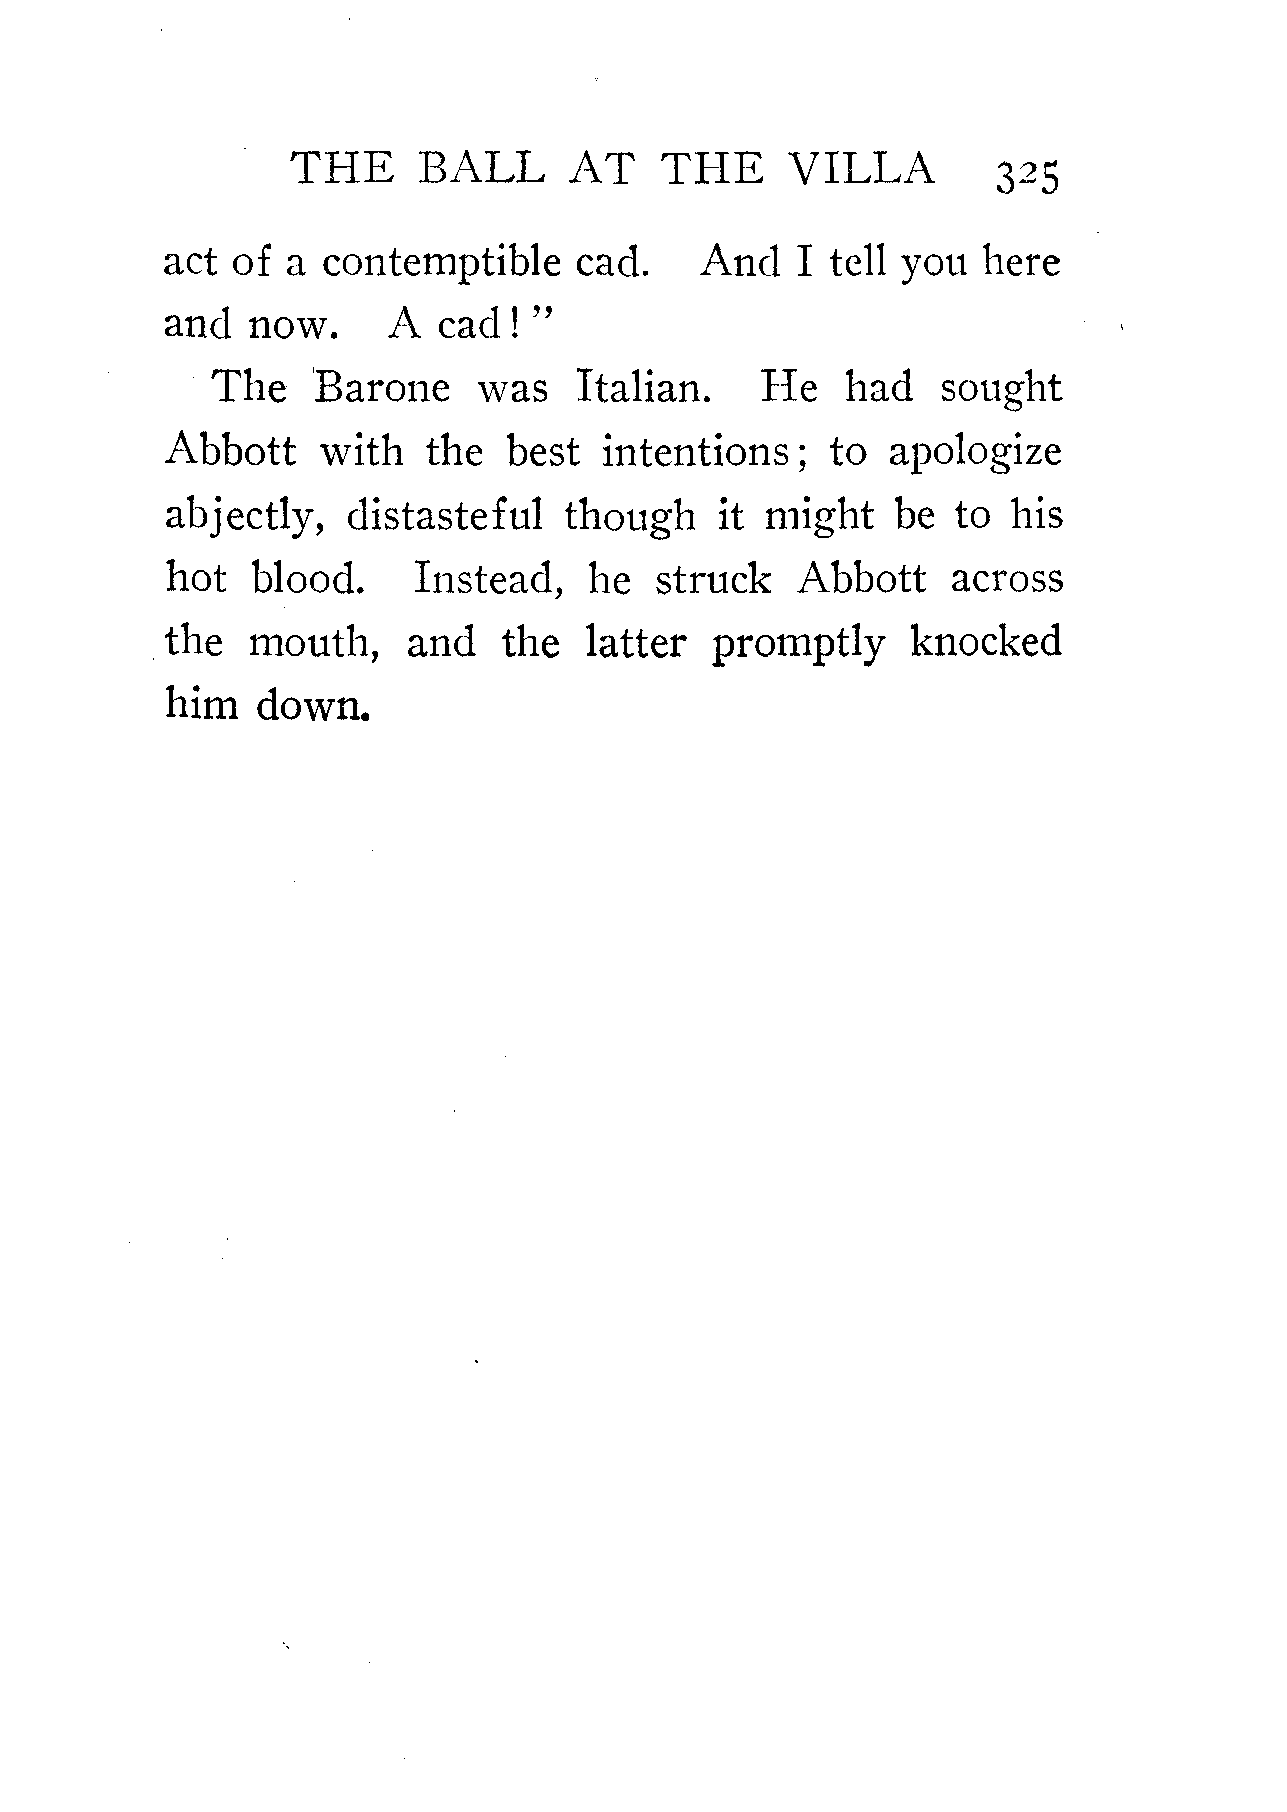 THE BALL AT THE VILLA 325
act of a contemptible cad. And I tell you here
and now. A cad!"
The Barone was Italian. He had sought
Abbott with the best intentions; to apologize
abjectly, distasteful though it might be to his
hot blood. Instead, he struck Abbott across
the mouth, and the latter promptly knocked
him down.